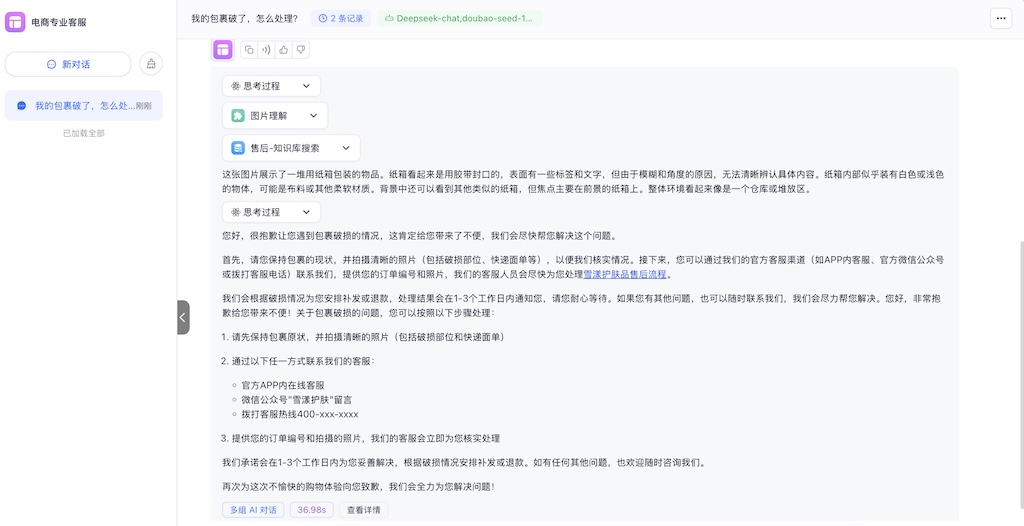 电商专业客服
新对话
我的包裹破了，怎么处...刚刚
已加载全部
我的包裹破了，怎么处理？
2 条记录
Deepseek-chat,doubao-seed-1...
思考过程
图片理解
售后-知识库搜索
这张图片展示了一堆用纸箱包装的物品。纸箱看起来是用胶带封口的，表面有一些标签和文字，但由于模糊和角度的原因，无法清晰辨认具体内容。纸箱内部似乎装有白色或浅色
的物体，可能是布料或其他柔软材质。背景中还可以看到其他类似的纸箱，但焦点主要在前景的纸箱上。整体环境看起来像是一个仓库或堆放区。
思考过程
您好，很抱歉让您遇到包裹破损的情况，这肯定给您带来了不便，我们会尽快帮您解决这个问题。
首先，请您保持包裹的现状，并拍摄清晰的照片（包括破损部位、快递面单等），以便我们核实情况。接下来，您可以通过我们的官方客服渠道（如APP内客服、官方微信公众号
或拨打客服电话）联系我们，提供您的订单编号和照片，我们的客服人员会尽快为您处理雪漾护肤品售后流程。
我们会根据破损情况为您安排补发或退款，处理结果会在1-3个工作日内通知您，请您耐心等待。如果您有其他问题，也可以随时联系我们，我们会尽力帮您解决。您好，非常抱
歉给您带来不便！关于包裹破损的问题，您可以按照以下步骤处理：
1. 请先保持包裹原状，并拍摄清晰的照片（包括破损部位和快递面单）
2. 通过以下任一方式联系我们的客服：
官方APP内在线客服
微信公众号"雪漾护肤"留言
拨打客服热线400-xxx-xxxx
3. 提供您的订单编号和拍摄的照片，我们的客服会立即为您核实处理
我们承诺会在1-3个工作日内为您妥善解决，根据破损情况安排补发或退款。如有任何其他问题，也欢迎随时咨询我们。
再次为这次不愉快的购物体验向您致歉，我们会全力为您解决问题！
多组 AI 对话
36.98s
查看详情